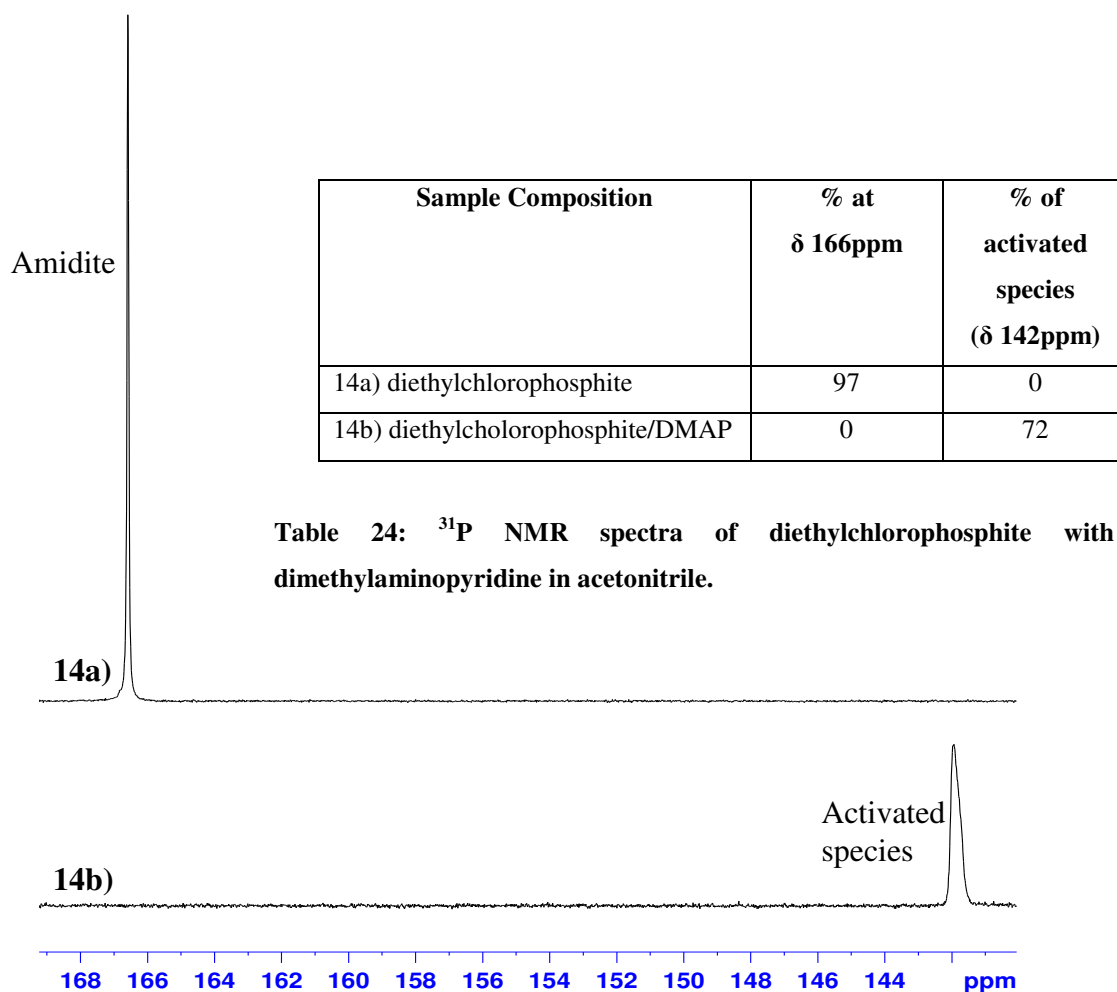 Amidite
Sample Composition
% at
δ 166ppm
% of
activated
species
(δ 142ppm)
14a) diethylchlorophosphite
97
0
14b) diethylcholorophosphite/DMAP
0
72
Table 24: ³¹P NMR spectra of diethylchlorophosphite with
dimethylaminopyridine in acetonitrile.
14a)
Activated
species
14b)
168 166 164 162 160 158 156 154 152 150 148 146 144 ppm